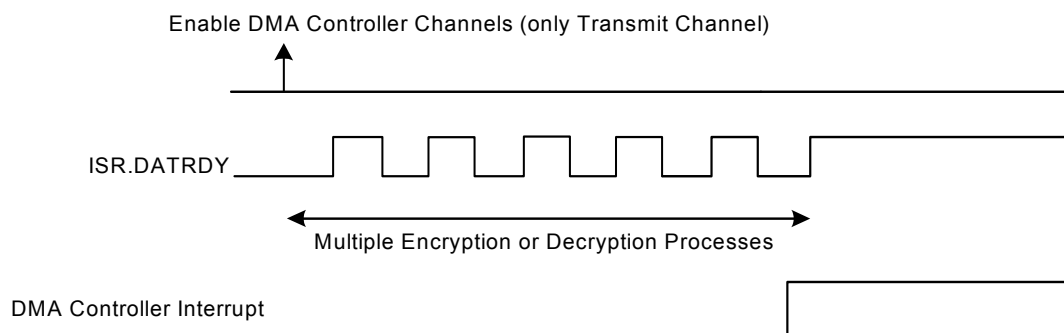 Enable DMA Controller Channels (only Transmit Channel)
ISR.DATRDY
Multiple Encryption or Decryption Processes
DMA Controller Interrupt